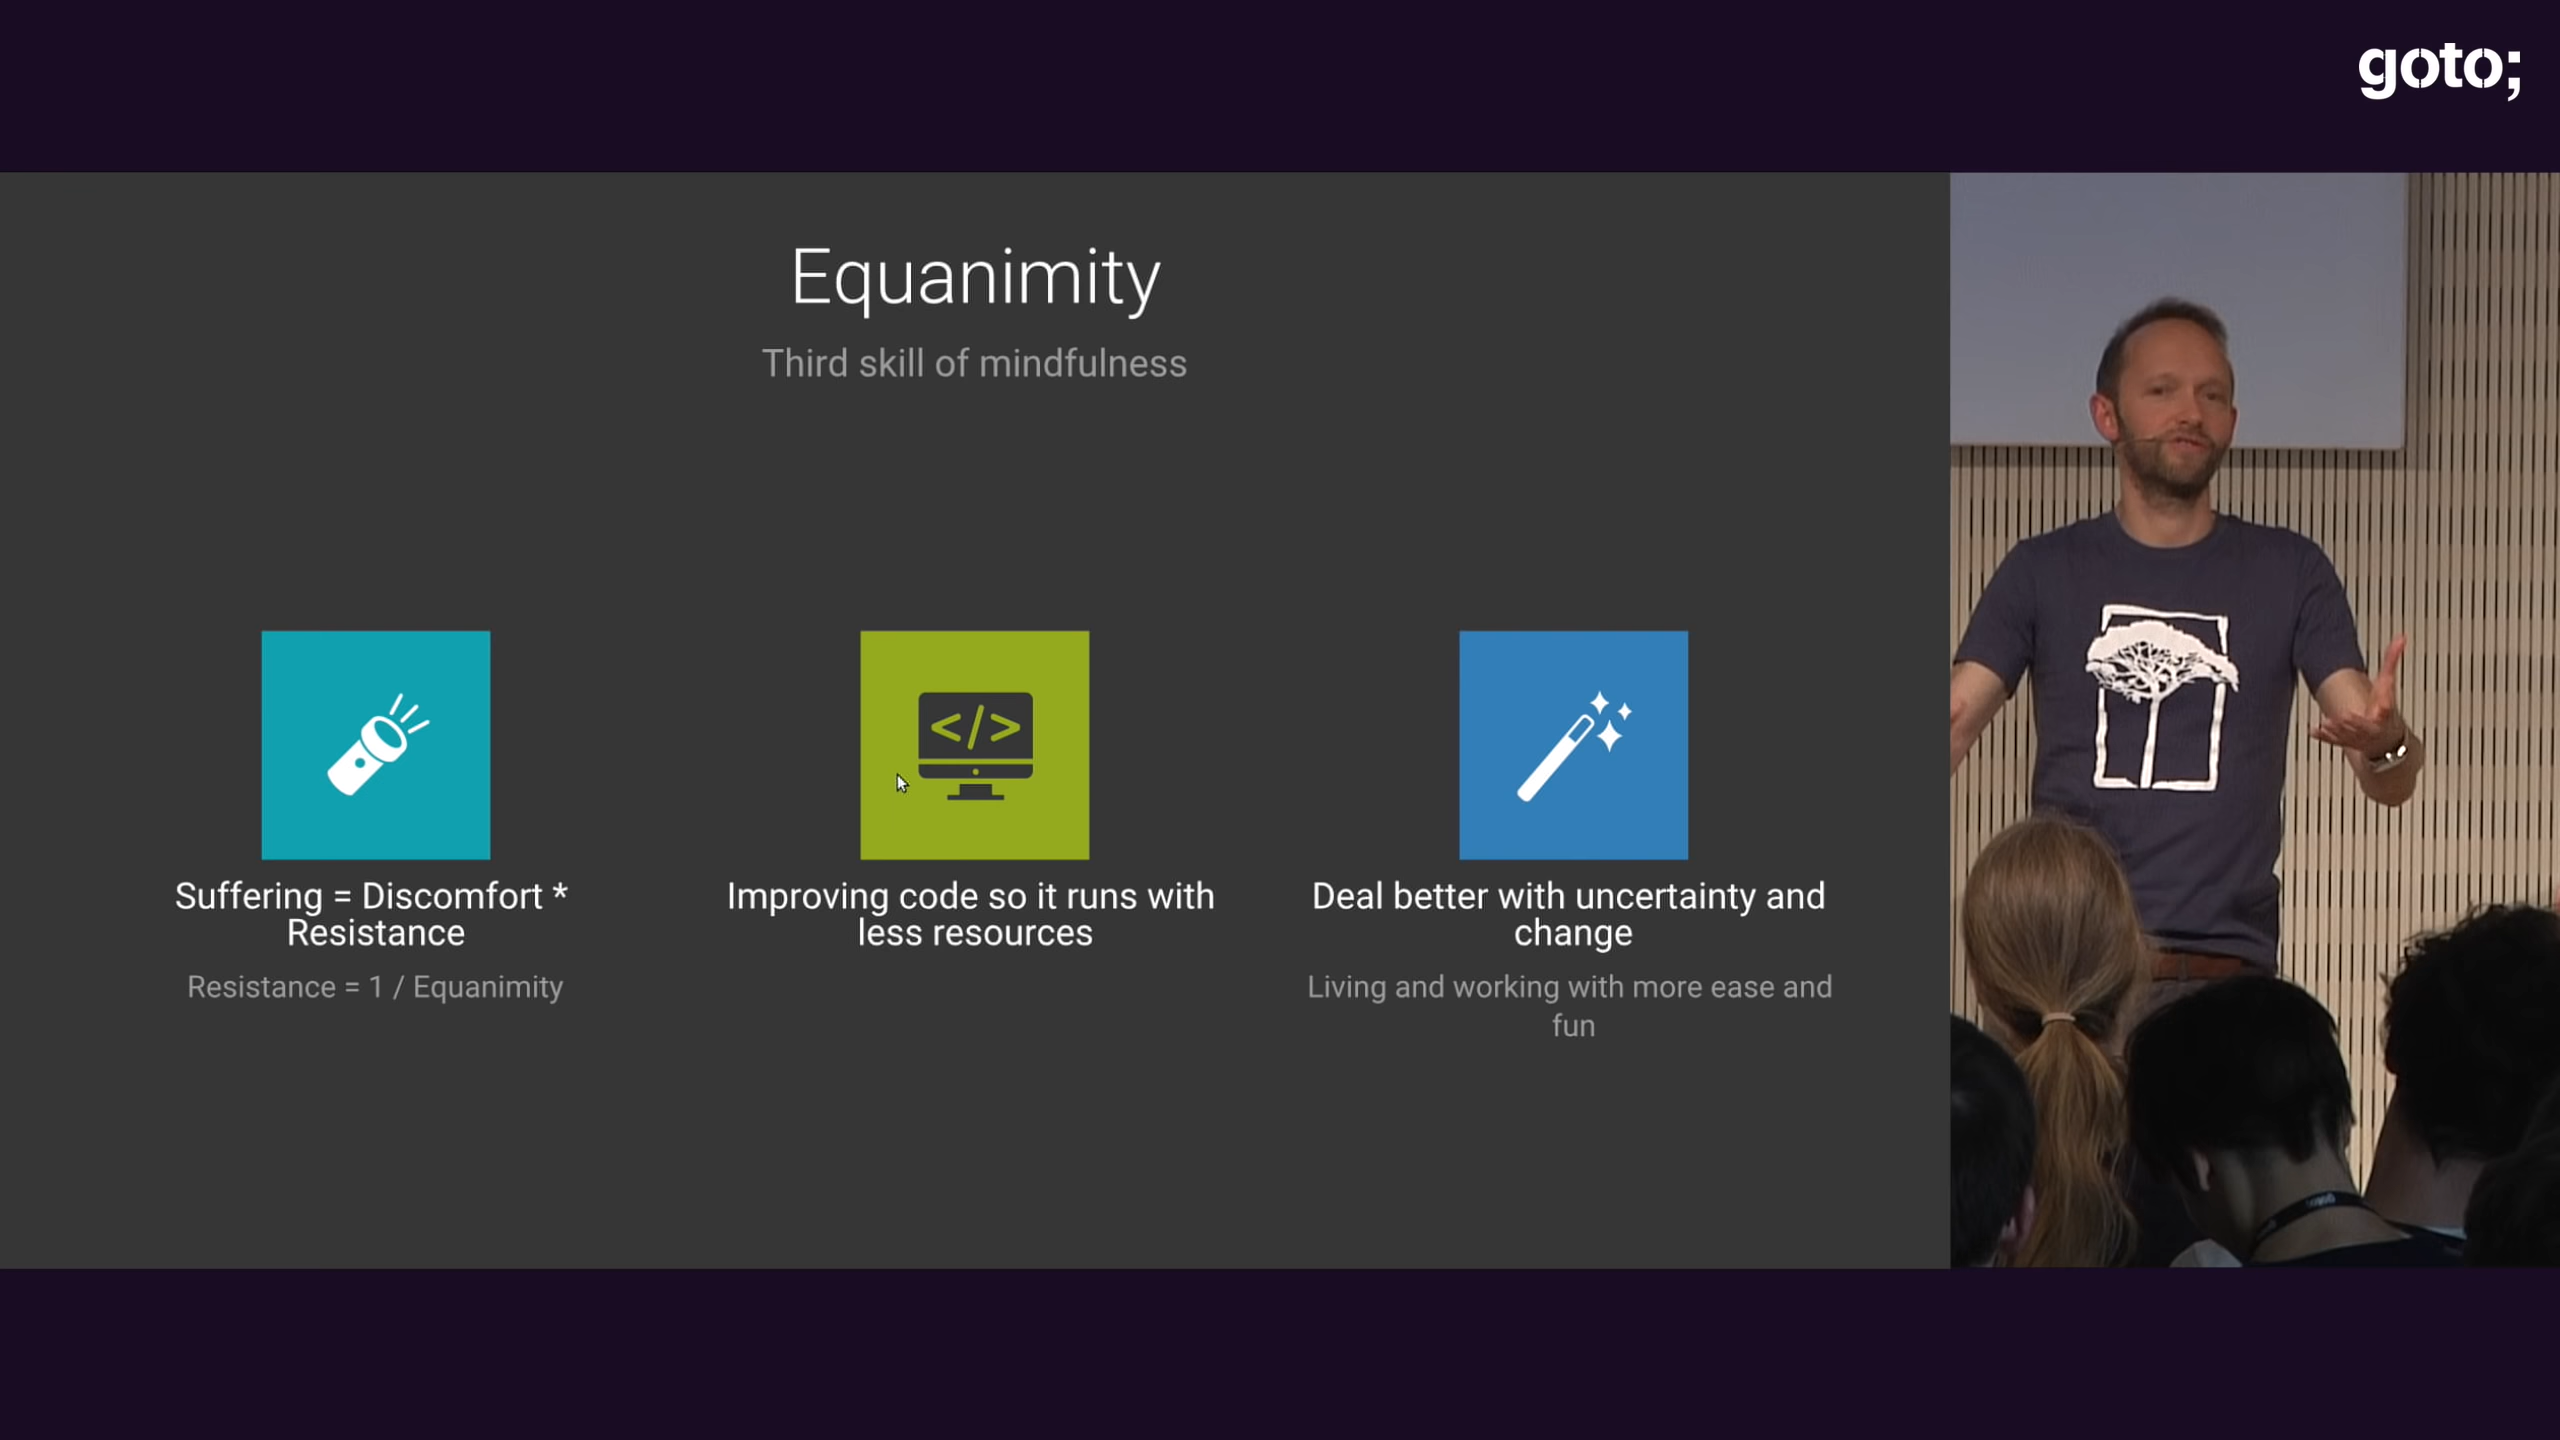 goto;
Equanimity
Third skill of mindfulness
</>
Suffering = Discomfort *
Resistance
Resistance = 1 / Equanimity
Improving code so it runs with
less resources
Deal better with uncertainty and
change
Living and working with more ease and
fun